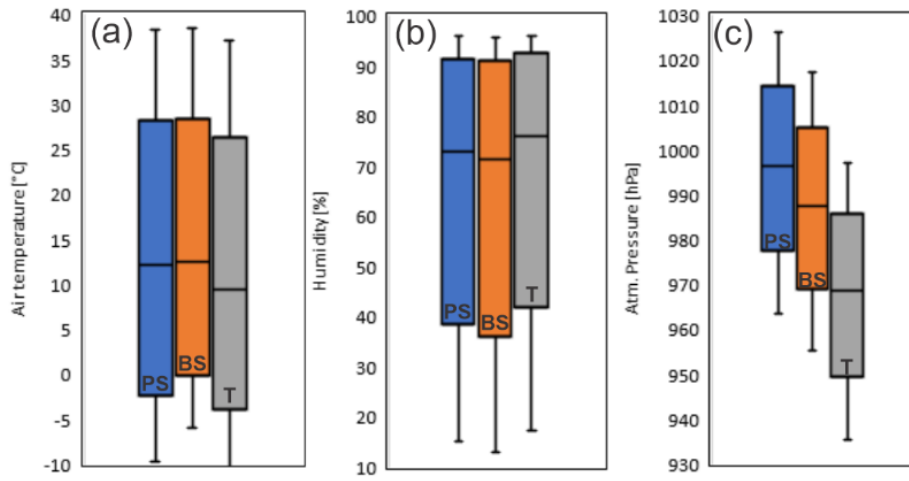 (a)
Air temperature [°C]
40
35
30
25
20
15
10
5
0
-5
-10
PS
BS
T
(b)
Humidity [%]
100
90
80
70
60
50
40
30
20
10
PS
BS
T
(c)
Atm. Pressure [hPa]
1030
1020
1010
1000
990
980
970
960
950
940
930
PS
BS
T